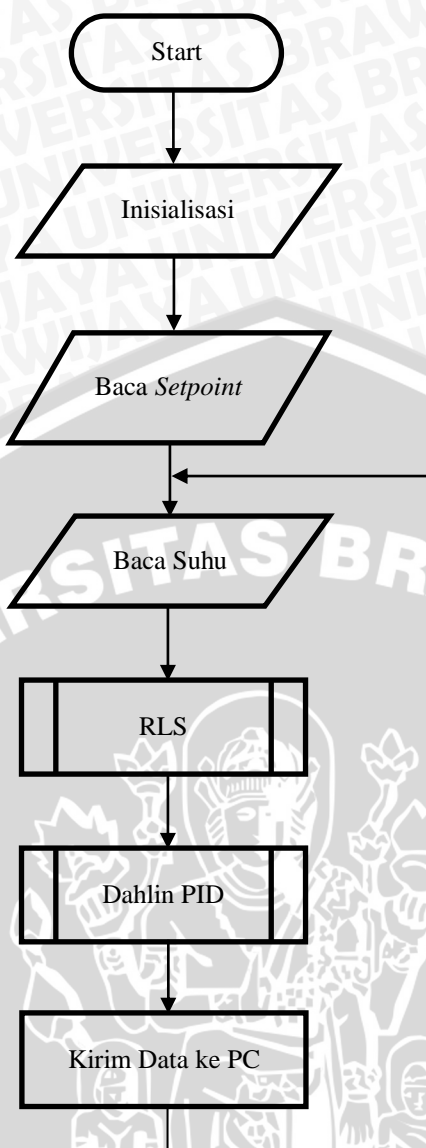 Start
Inisialisasi
Baca Setpoint
Baca Suhu
RLS
Dahlin PID
Kirim Data ke PC